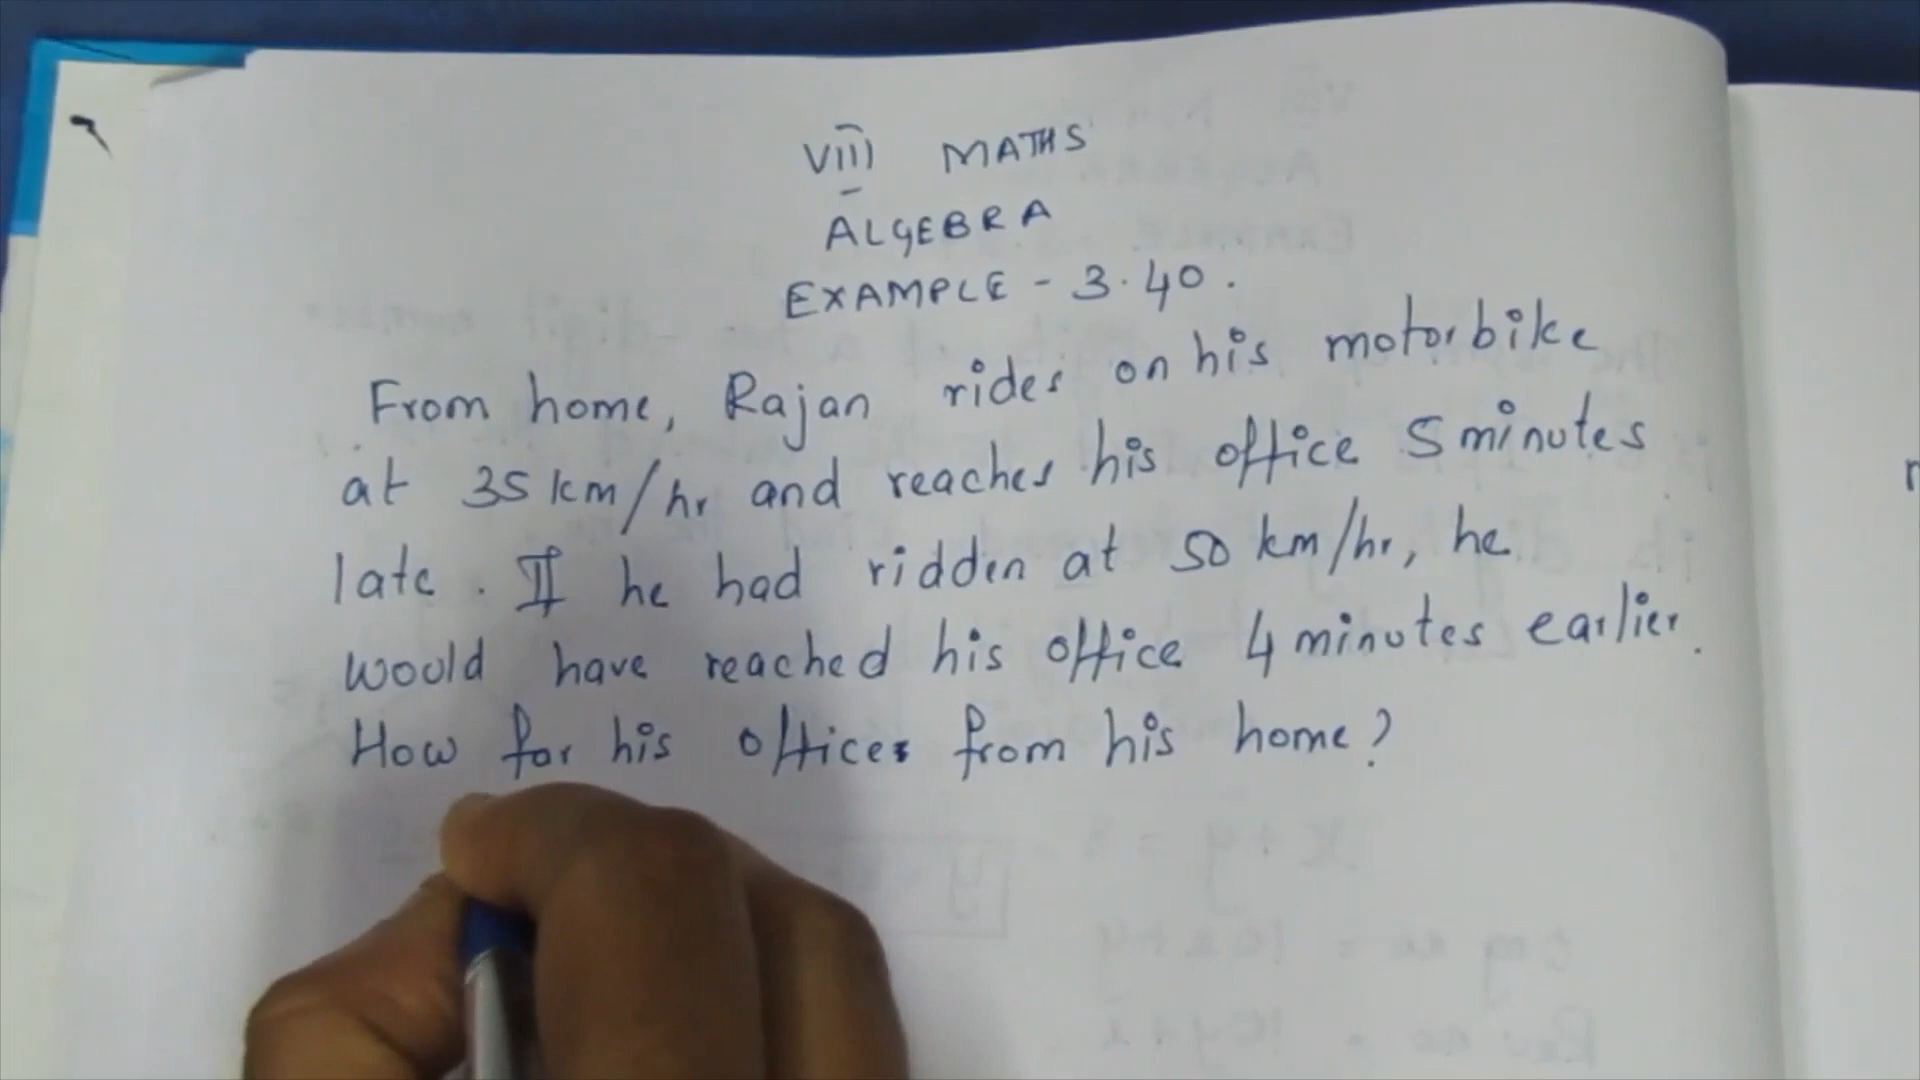 VIII MATHS
ALGEBRA
EXAMPLE - 3.40.
From home, Rajan rides on his motorbike
at 35 km/hr and reaches his office 5 minutes
late. If he had ridden at 50 km/hr, he
would have reached his office 4 minutes earlier.
How far his office from his home?